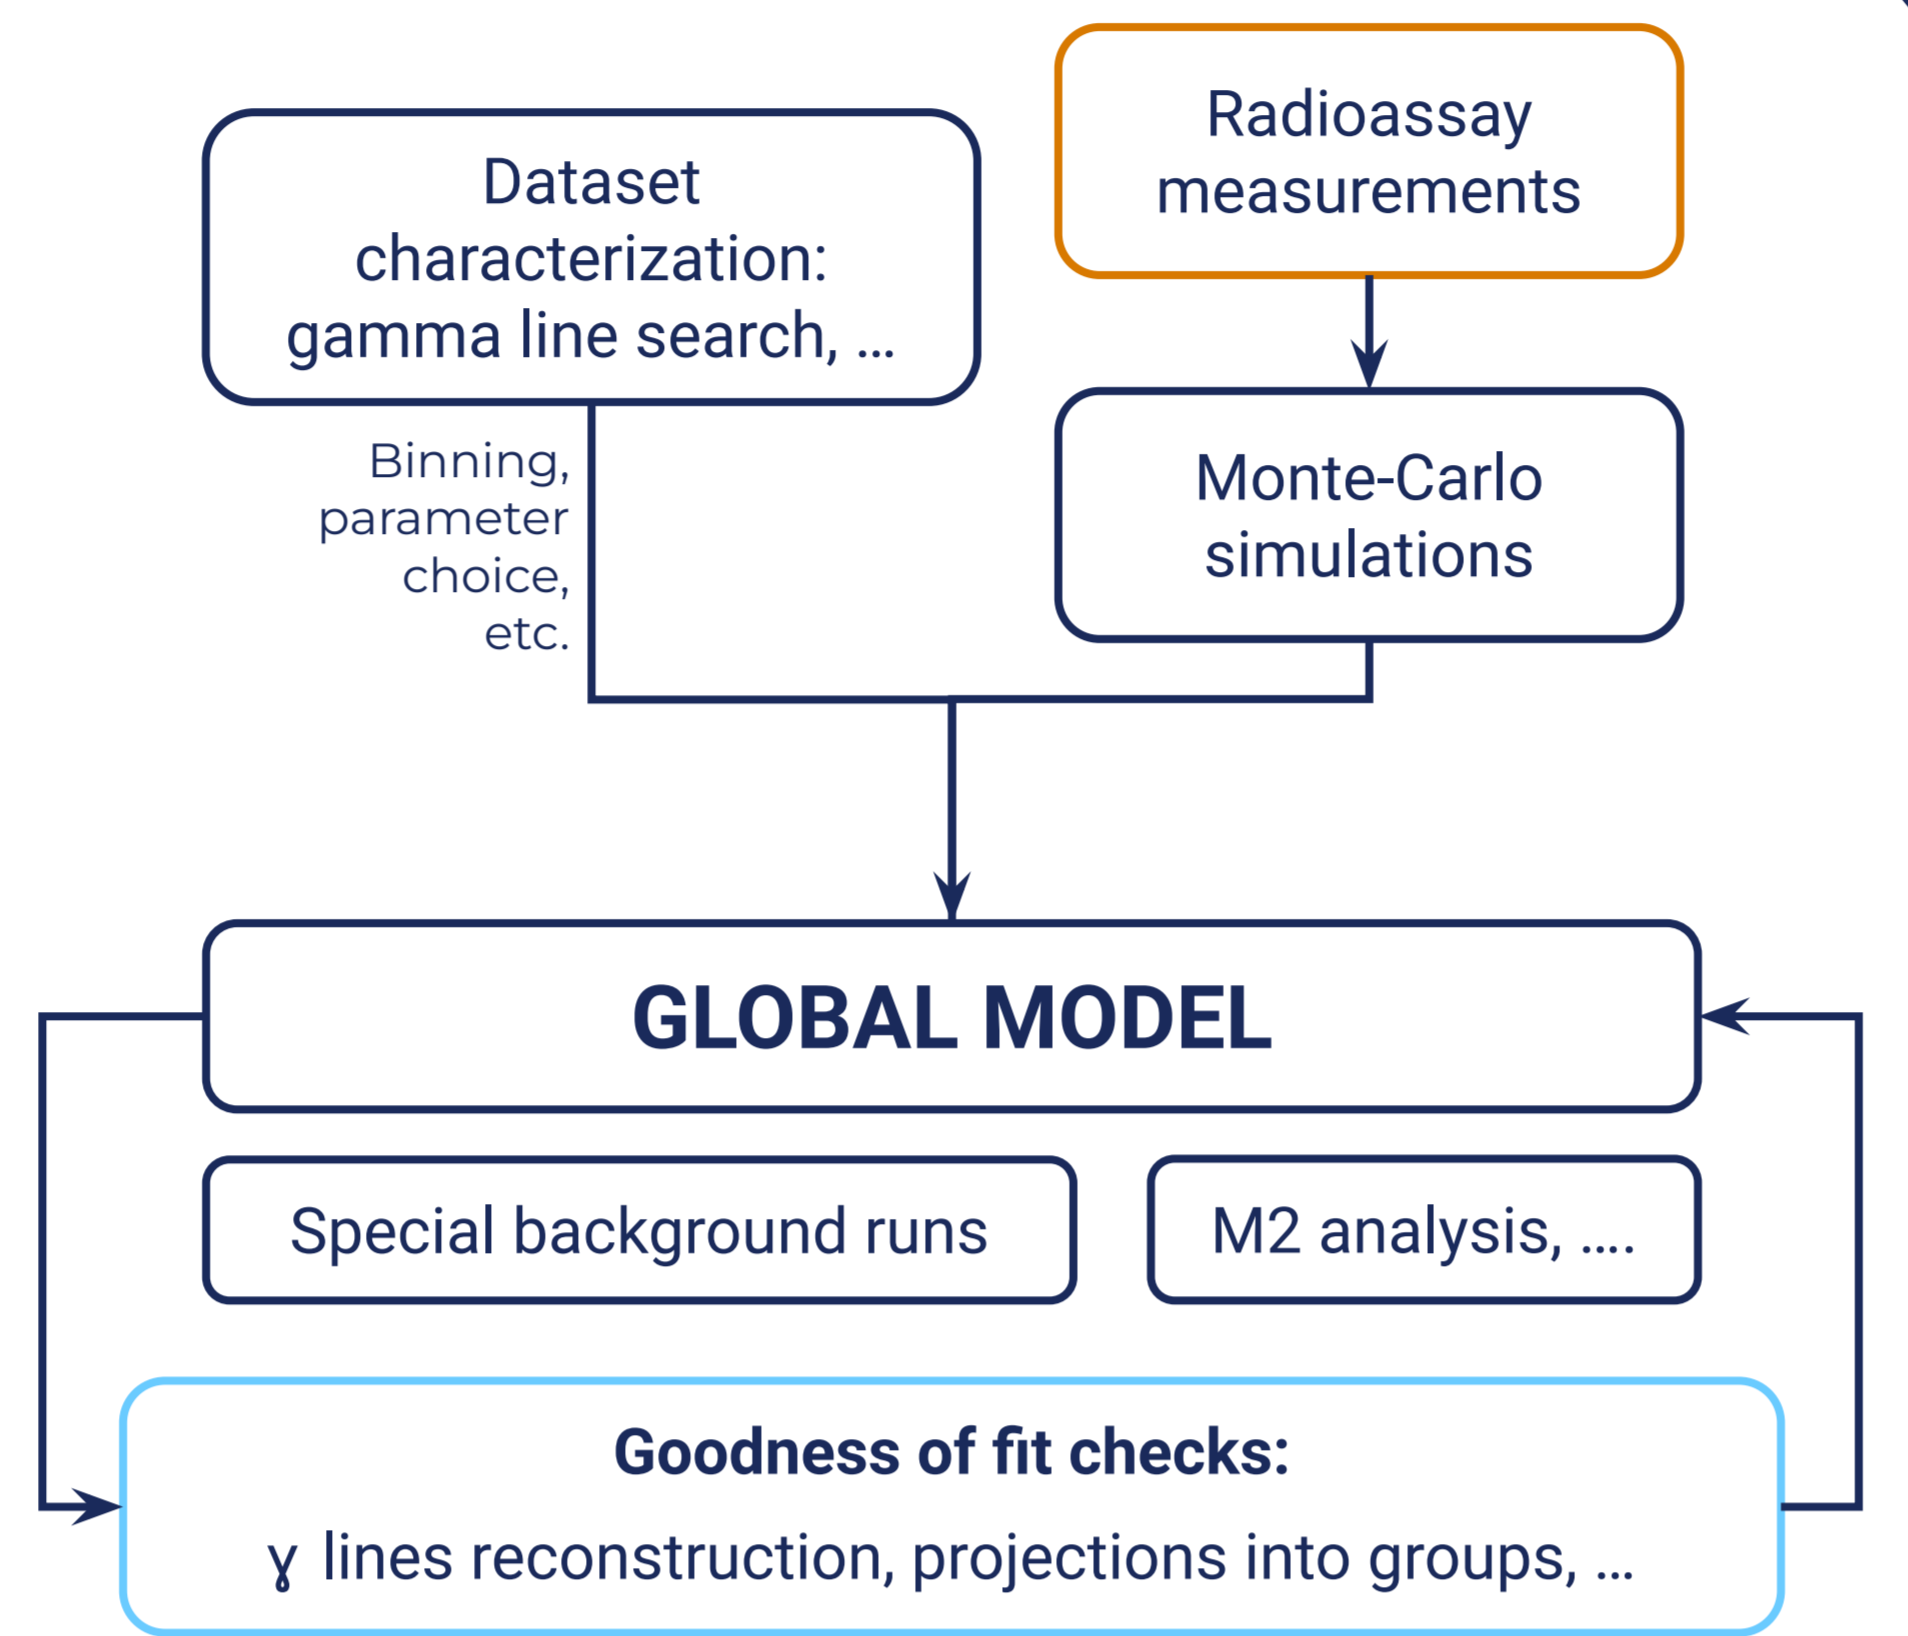 Radioassay
measurements
Dataset
characterization:
gamma line search, ...
Binning,
parameter
choice,
etc.
Monte-Carlo
simulations
GLOBAL MODEL
Special background runs
M2 analysis, ....
Goodness of fit checks:
γ lines reconstruction, projections into groups, ...